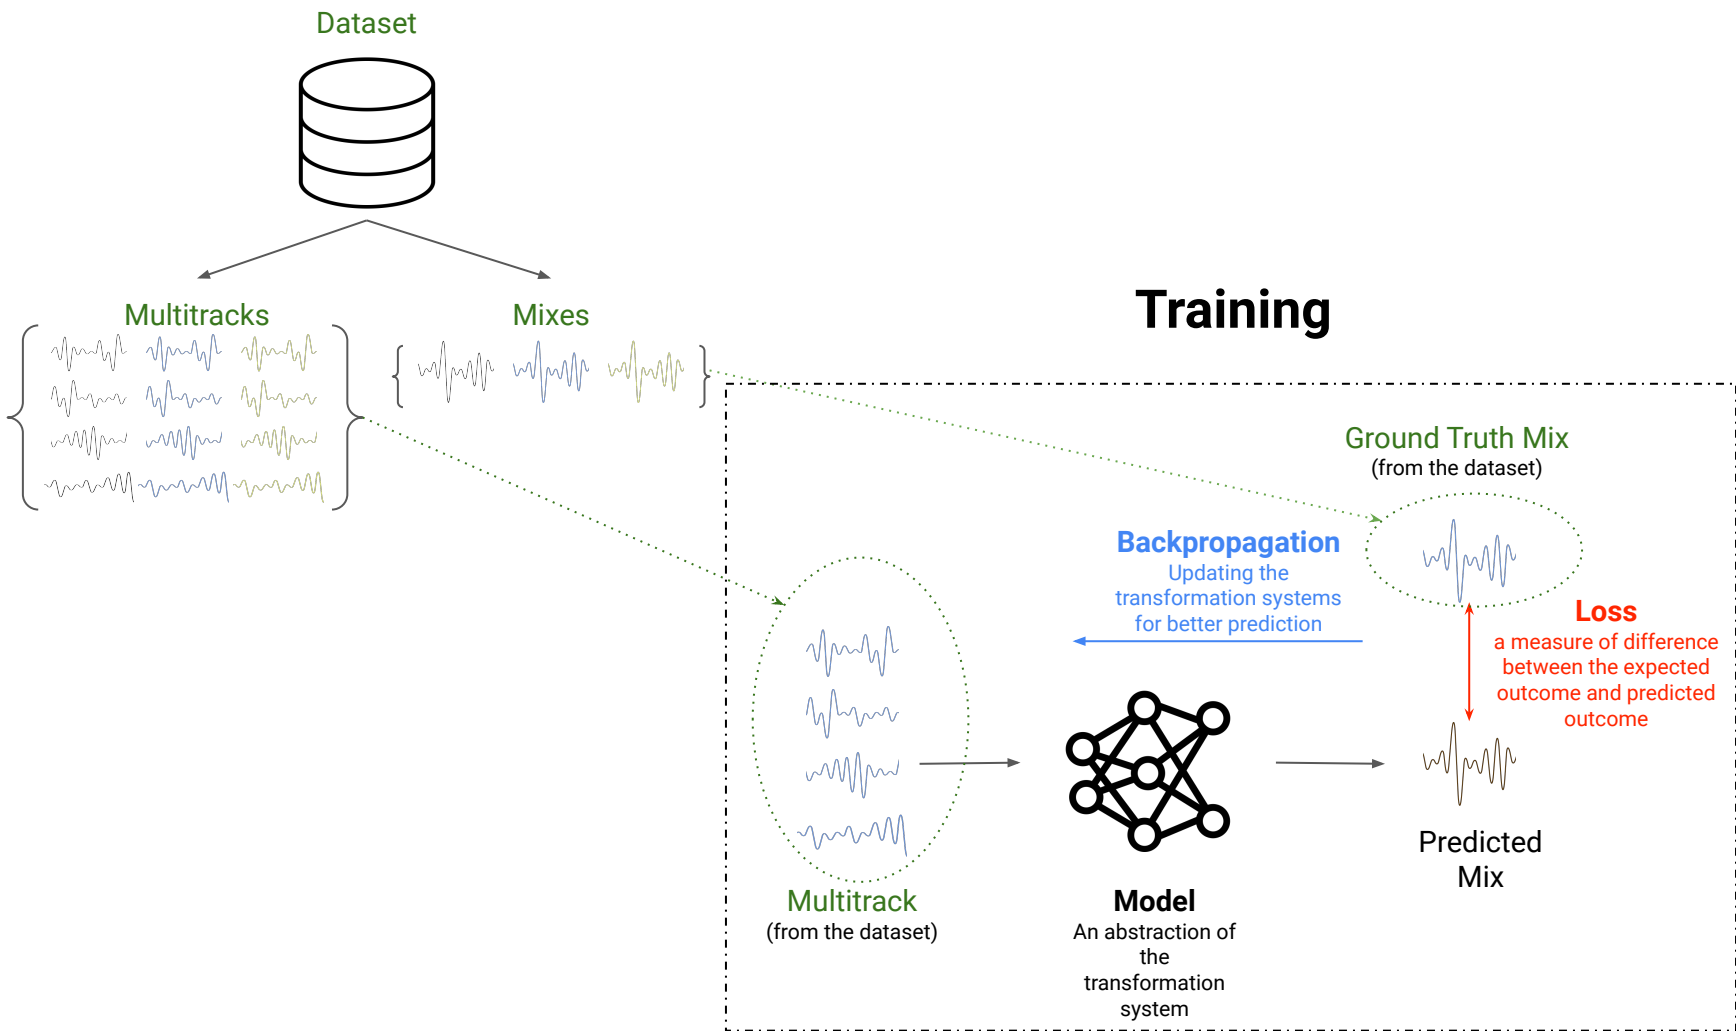 Dataset
Multitracks
Mixes
Training
Ground Truth Mix
(from the dataset)
Backpropagation
Updating the
transformation systems
for better prediction
Loss
a measure of difference
between the expected
outcome and predicted
outcome
Predicted
Mix
Multitrack
(from the dataset)
Model
An abstraction of
the
transformation
system